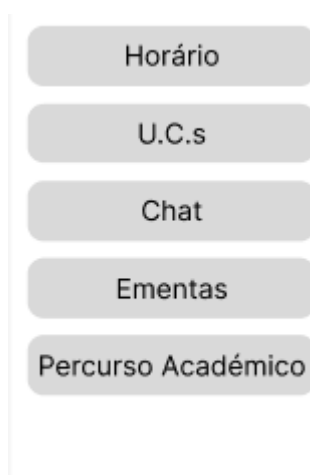 Horário
U.C.s
Chat
Ementas
Percurso Académico